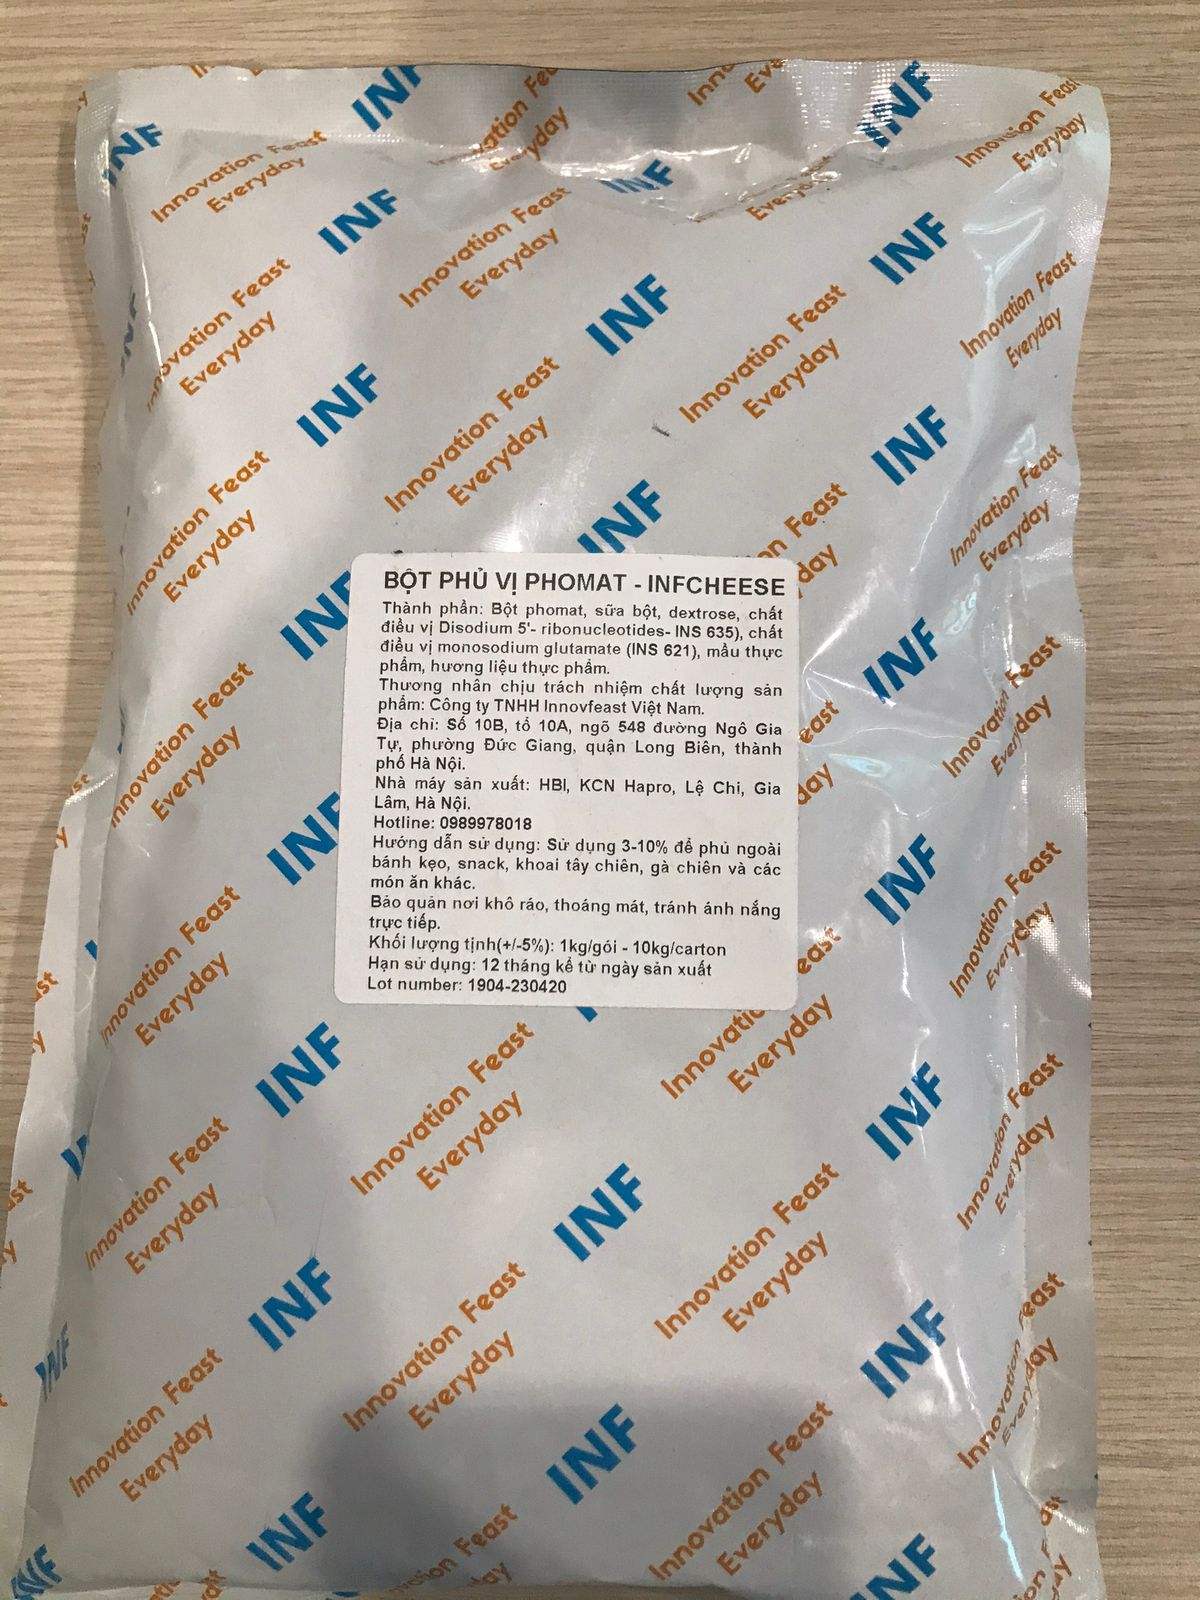 BỘT PHỦ VỊ PHOMAT - INFCHEESE
Thành phần: Bột phomat, sữa bột, dextrose, chất
điều vị Disodium 5'- ribonucleotides- INS 635), chất
điều vị monosodium glutamate (INS 621), mầu thực
phẩm, hương liệu thực phẩm.
Thương nhân chịu trách nhiệm chất lượng sản
phẩm: Công ty TNHH Innovfeast Việt Nam.
Địa chỉ: Số 10B, tổ 10A, ngõ 548 đường Ngô Gia
Tự, phường Đức Giang, quận Long Biên, thành
phố Hà Nội.
Nhà máy sản xuất: HBI, KCN Hapro, Lệ Chi, Gia
Lâm, Hà Nội.
Hotline: 0989978018
Hướng dẫn sử dụng: Sử dụng 3-10% để phủ ngoài
bánh kẹo, snack, khoai tây chiên, gà chiên và các
món ăn khác.
Bảo quản nơi khô ráo, thoáng mát, tránh ánh nắng
trực tiếp.
Khối lượng tịnh(+/-5%): 1kg/gói - 10kg/carton
Hạn sử dụng: 12 tháng kể từ ngày sản xuất
Lot number: 1904-230420
INF
Innovation Feast
Everyday